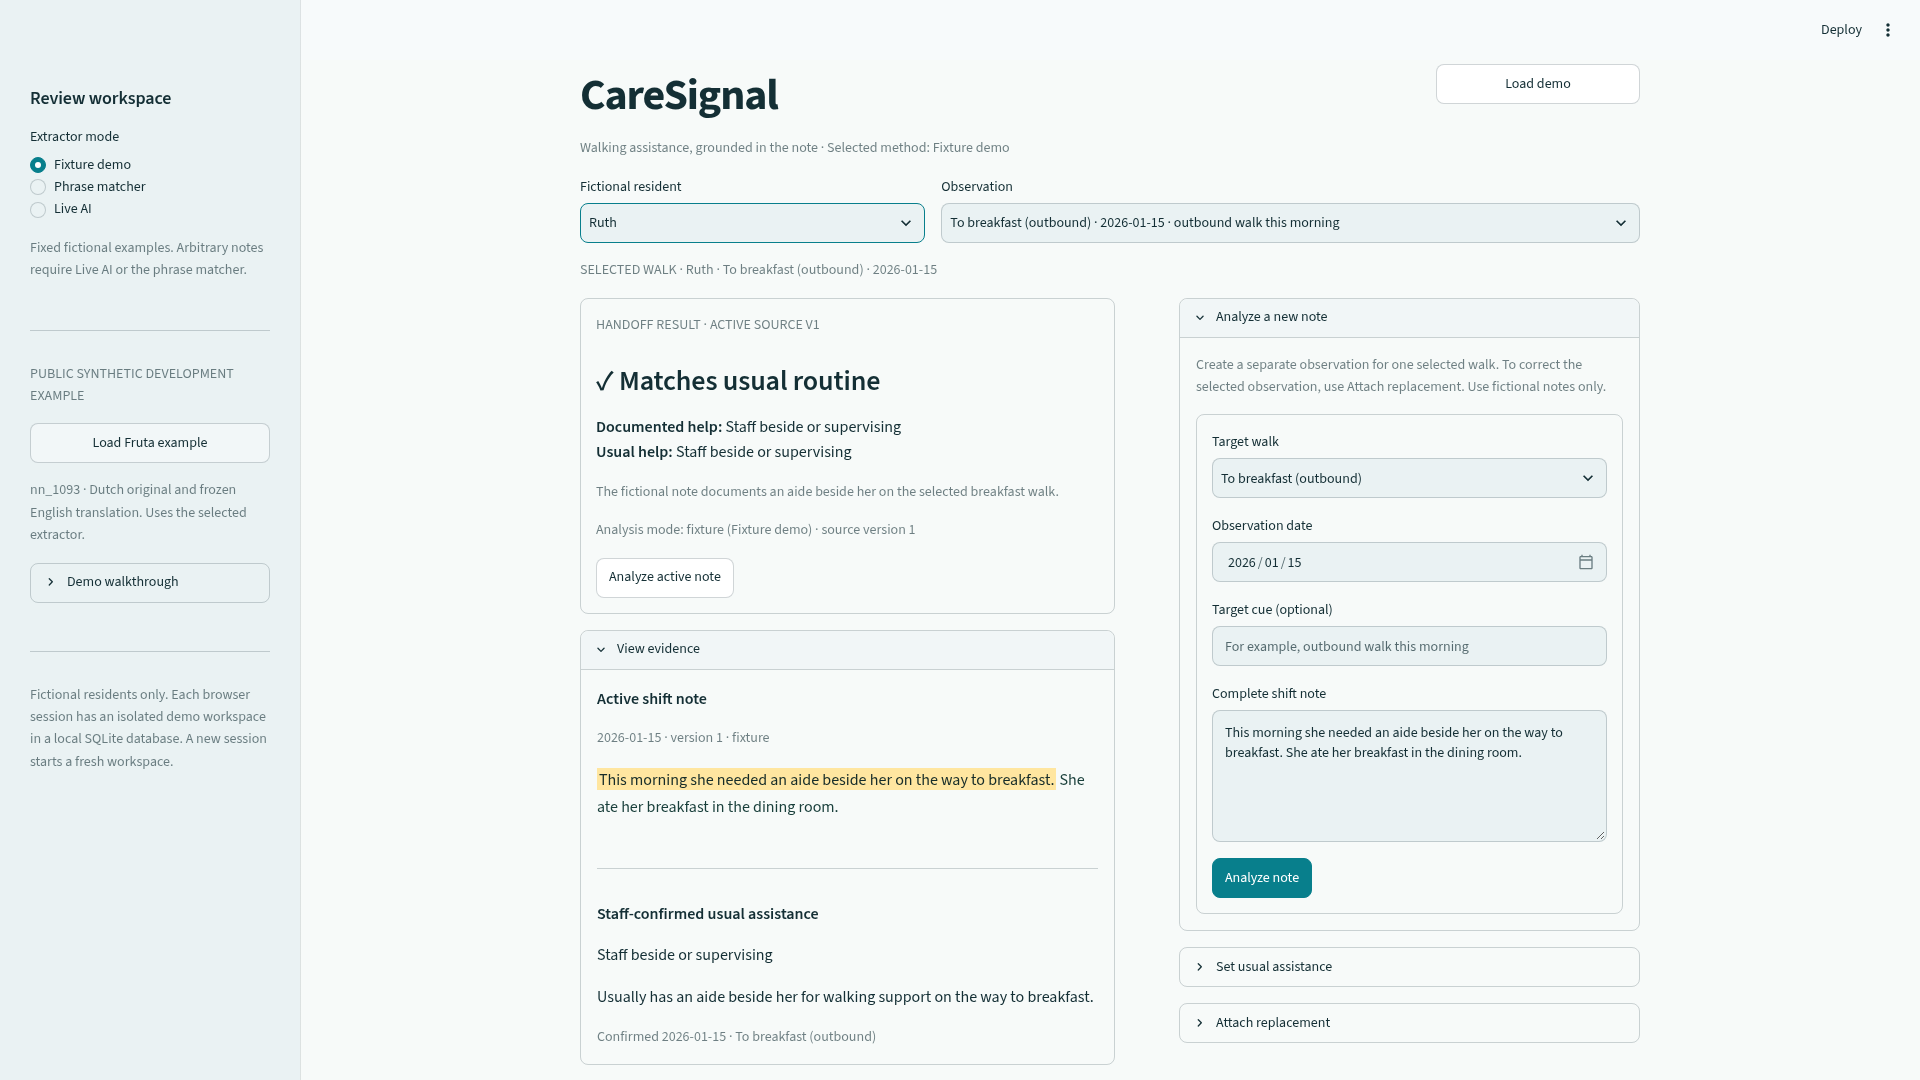 Deploy
Review workspace
Extractor mode
Fixture demo
Phrase matcher
Live AI
Fixed fictional examples. Arbitrary notes
require Live AI or the phrase matcher.
PUBLIC SYNTHETIC DEVELOPMENT
EXAMPLE
Load Fruta example
nn_1093 · Dutch original and frozen
English translation. Uses the selected
extractor.
Demo walkthrough
Fictional residents only. Each browser
session has an isolated demo workspace
in a local SQLite database. A new session
starts a fresh workspace.
CareSignal
Load demo
Walking assistance, grounded in the note · Selected method: Fixture demo
Fictional resident
Ruth
Observation
To breakfast (outbound) · 2026-01-15 · outbound walk this morning
SELECTED WALK · Ruth · To breakfast (outbound) · 2026-01-15
HANDOFF RESULT · ACTIVE SOURCE V1
✓ Matches usual routine
Documented help: Staff beside or supervising
Usual help: Staff beside or supervising
The fictional note documents an aide beside her on the selected breakfast walk.
Analysis mode: fixture (Fixture demo) · source version 1
Analyze active note
View evidence
Active shift note
2026-01-15 · version 1 · fixture
This morning she needed an aide beside her on the way to breakfast. She
ate her breakfast in the dining room.
Staff-confirmed usual assistance
Staff beside or supervising
Usually has an aide beside her for walking support on the way to breakfast.
Confirmed 2026-01-15 · To breakfast (outbound)
Analyze a new note
Create a separate observation for one selected walk. To correct the
selected observation, use Attach replacement. Use fictional notes only.
Target walk
To breakfast (outbound)
Observation date
2026 / 01 / 15
Target cue (optional)
For example, outbound walk this morning
Complete shift note
This morning she needed an aide beside her on the way to
breakfast. She ate her breakfast in the dining room.
Analyze note
Set usual assistance
Attach replacement